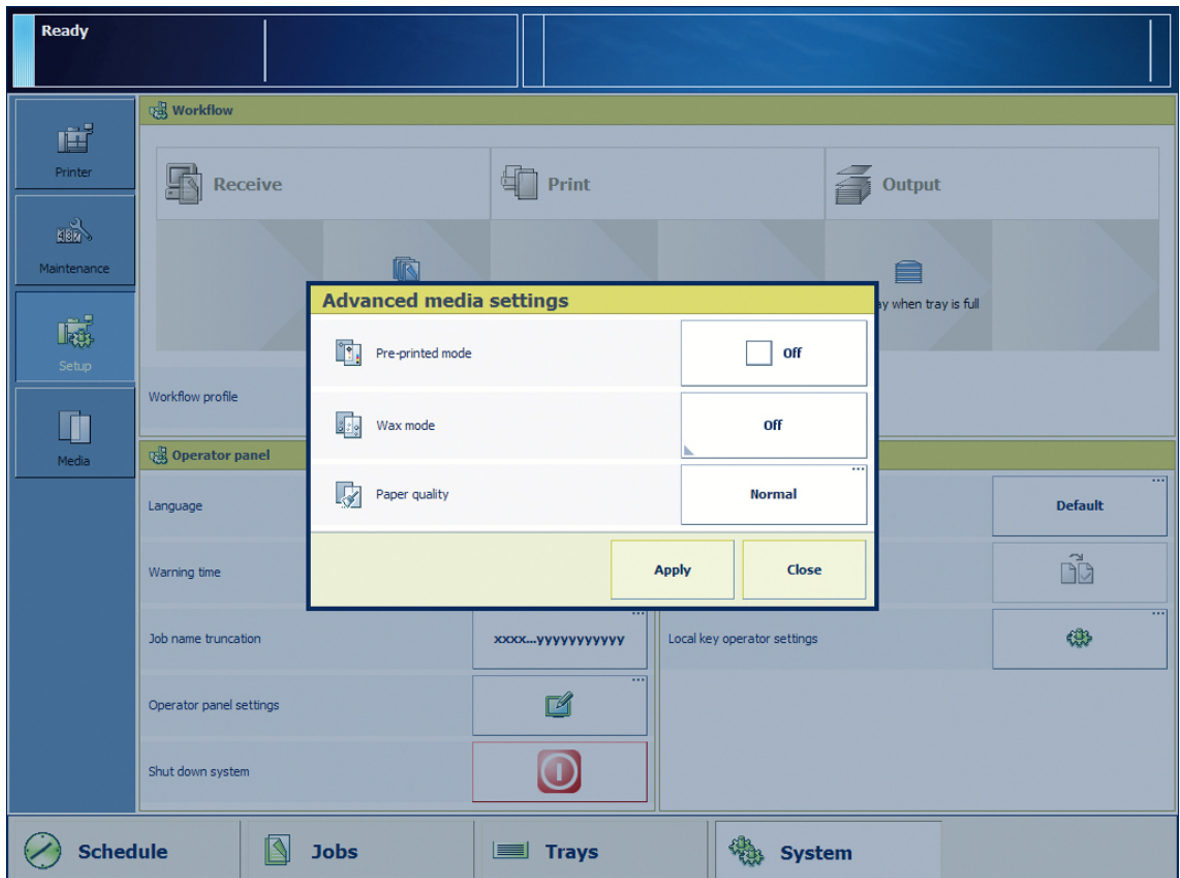 Ready
Workflow
Printer
Receive
Print
Output
Maintenance
ay when tray is full
Advanced media settings
Pre-printed mode
Off
Setup
Workflow profile
Wax mode
Off
Media
Operator panel
Paper quality
Normal
Language
Default
Apply
Close
Warning time
Job name truncation
xxxx...yyyyyyyyyyy
Local key operator settings
Operator panel settings
Shut down system
Schedule
Jobs
Trays
System